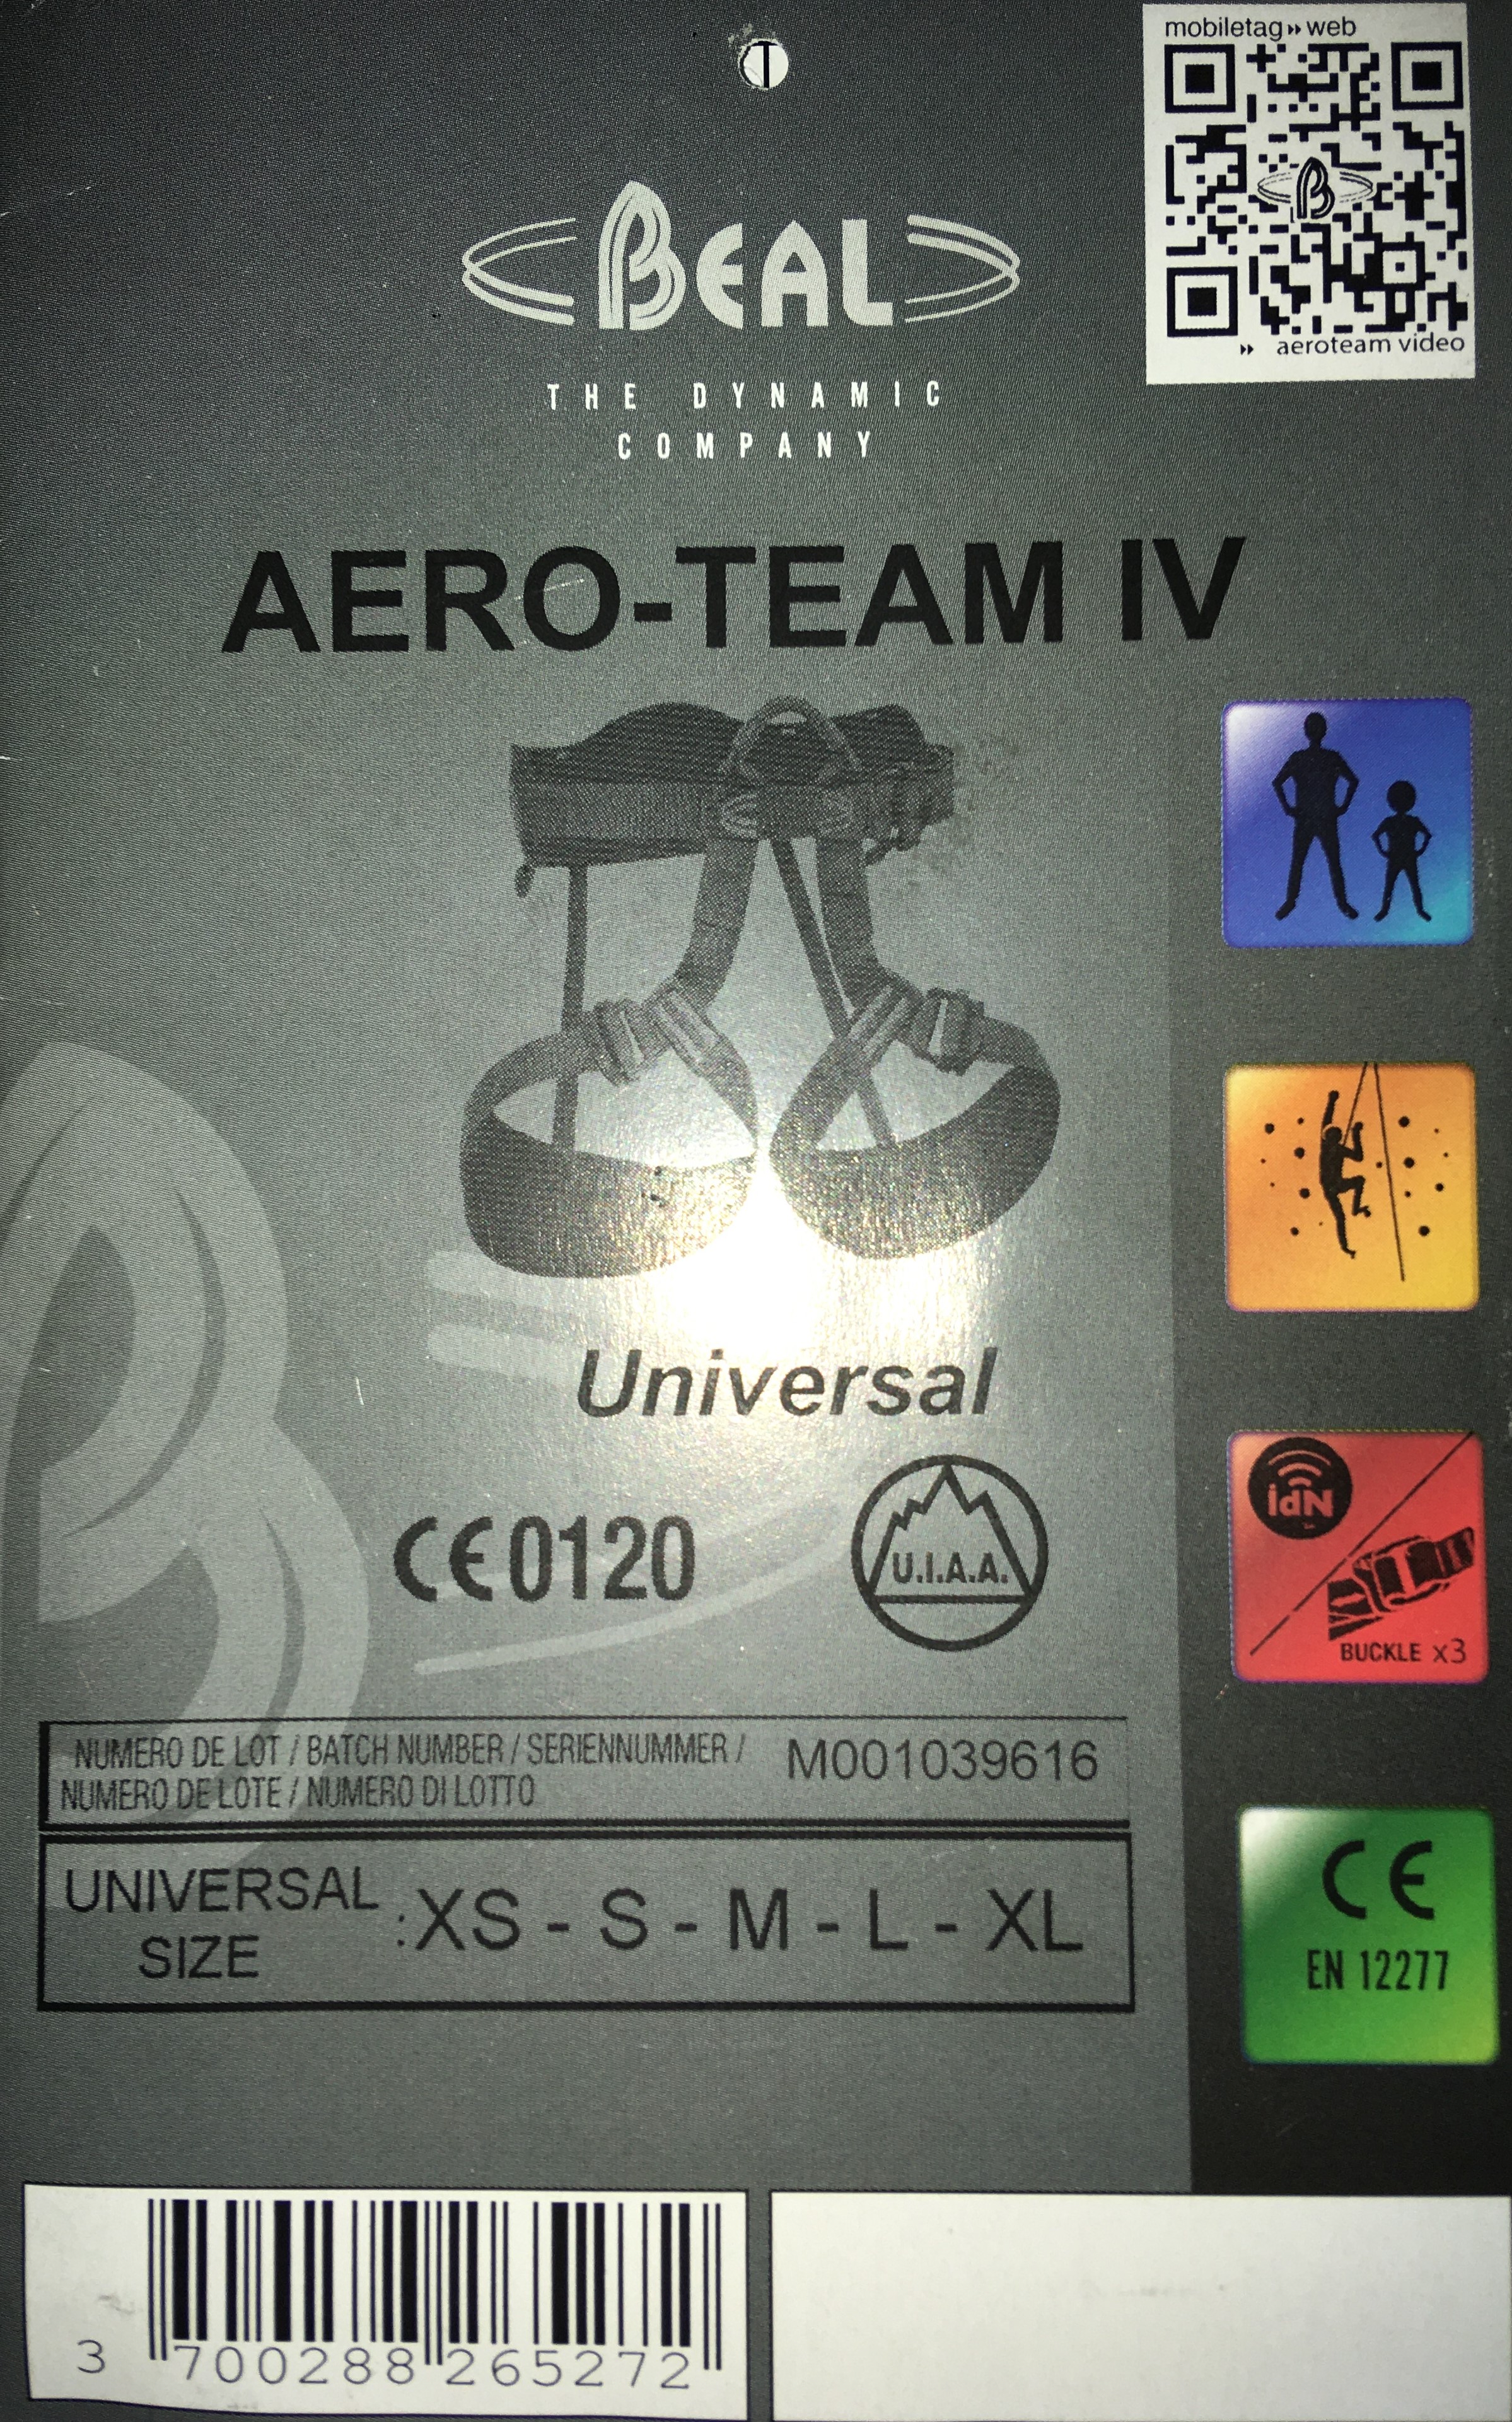 mobiletag»web
» aeroteam video
BEAL
THE DYNAMIC
COMPANY
AERO-TEAM IV
Universal
CE0120
U.I.A.A.
idN
BUCKLE x3
NUMERO DE LOT / BATCH NUMBER / SERIENNUMMER /
NUMERO DE LOTE / NUMERO DI LOTTO
M001039616
UNIVERSAL
SIZE
:XS - S - M - L - XL
CE
EN 12277
3 700288 265272